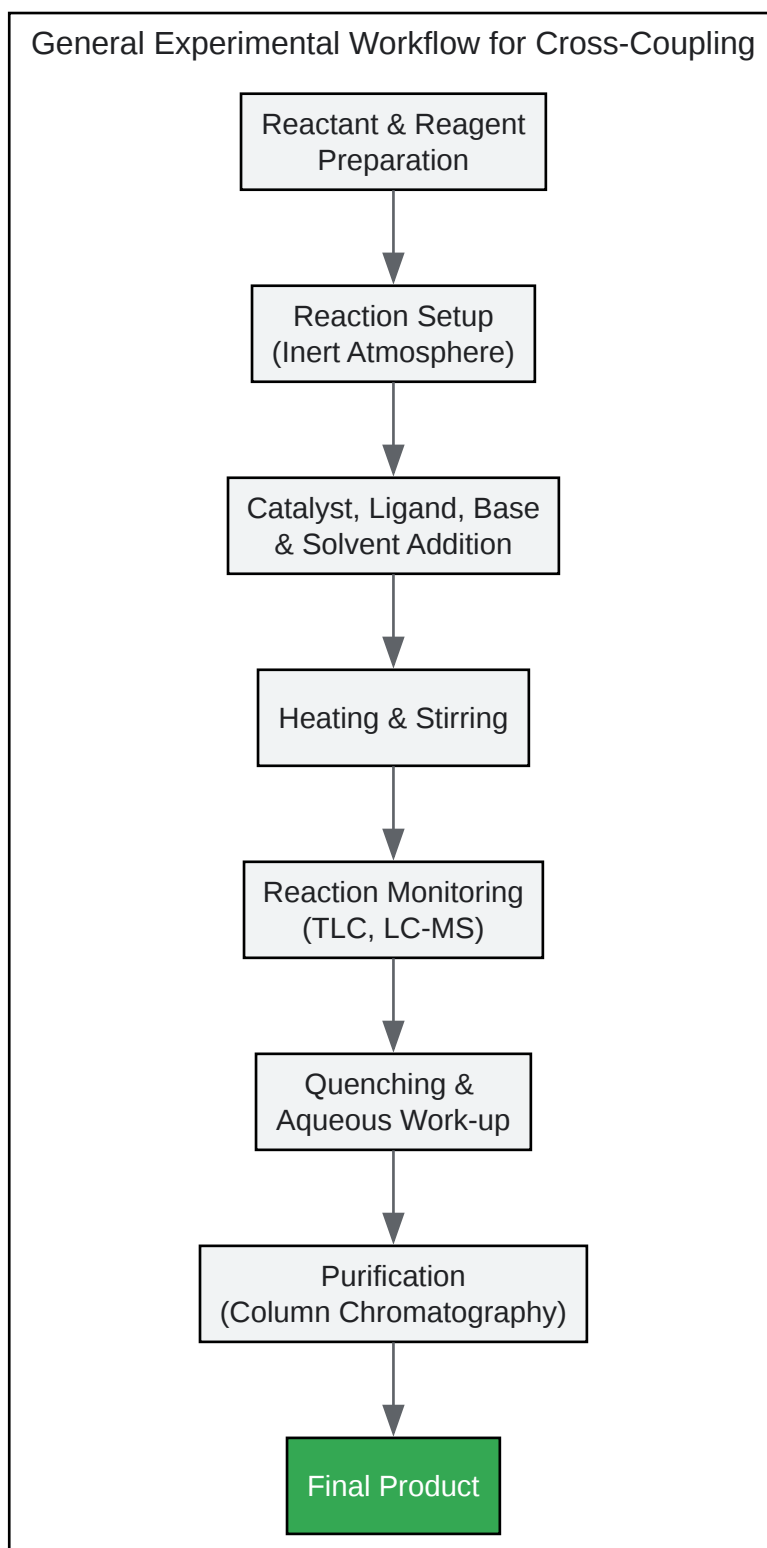 General Experimental Workflow for Cross-Coupling
Reactant & Reagent
Preparation
Reaction Setup
(Inert Atmosphere)
Catalyst, Ligand, Base
& Solvent Addition
Heating & Stirring
Reaction Monitoring
(TLC, LC-MS)
Quenching &
Aqueous Work-up
Purification
(Column Chromatography)
Final Product